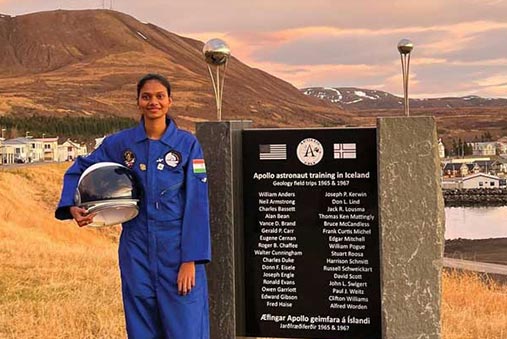 A
Apollo astronaut training in Iceland
Geology field trips 1965 & 1967
William Anders
Neil Armstrong
Charles Bassett
Alan Bean
Vance D. Brand
Gerald P. Carr
Eugene Cernan
Roger B. Chaffee
Walter Cunningham
Charles Duke
Donn F. Eisele
Joseph Engle
Ronald Evans
Owen Garriott
Edward Gibson
Fred Haise
Joseph P. Kerwin
Don L. Lind
Jack R. Lousma
Thomas Ken Mattingly
Bruce McCandless
Frank Curtis Michel
Edgar Mitchell
William Pogue
Stuart Roosa
Harrison Schmitt
Russell Schweickart
David Scott
John L. Swigert
Paul J. Weitz
Clifton Williams
Alfred Worden
Æfingar Apollo geimfara á Íslandi
Jarðfræðiferðir 1965 & 1967